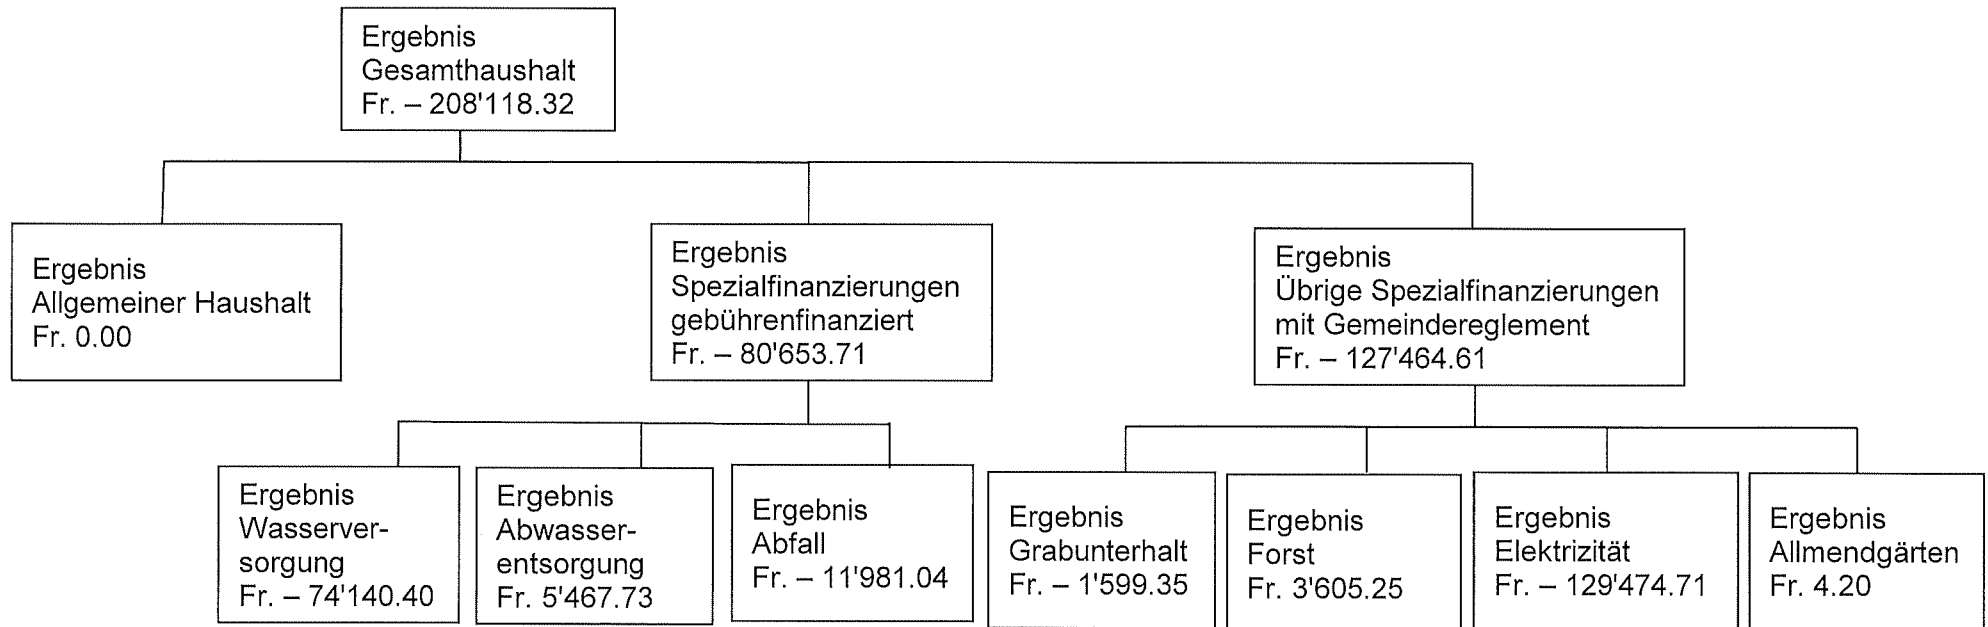 Ergebnis
Gesamthaushalt
Fr. – 208'118.32
Ergebnis
Allgemeiner Haushalt
Fr. 0.00
Ergebnis
Spezialfinanzierungen
gebührenfinanziert
Fr. – 80'653.71
Ergebnis
Übrige Spezialfinanzierungen
mit Gemeindereglement
Fr. – 127'464.61
Ergebnis
Wasserver-
sorgung
Fr. – 74'140.40
Ergebnis
Abwasser-
entsorgung
Fr. 5'467.73
Ergebnis
Abfall
Fr. – 11'981.04
Ergebnis
Grabunterhalt
Fr. – 1'599.35
Ergebnis
Forst
Fr. 3'605.25
Ergebnis
Elektrizität
Fr. – 129'474.71
Ergebnis
Allmendgärten
Fr. 4.20